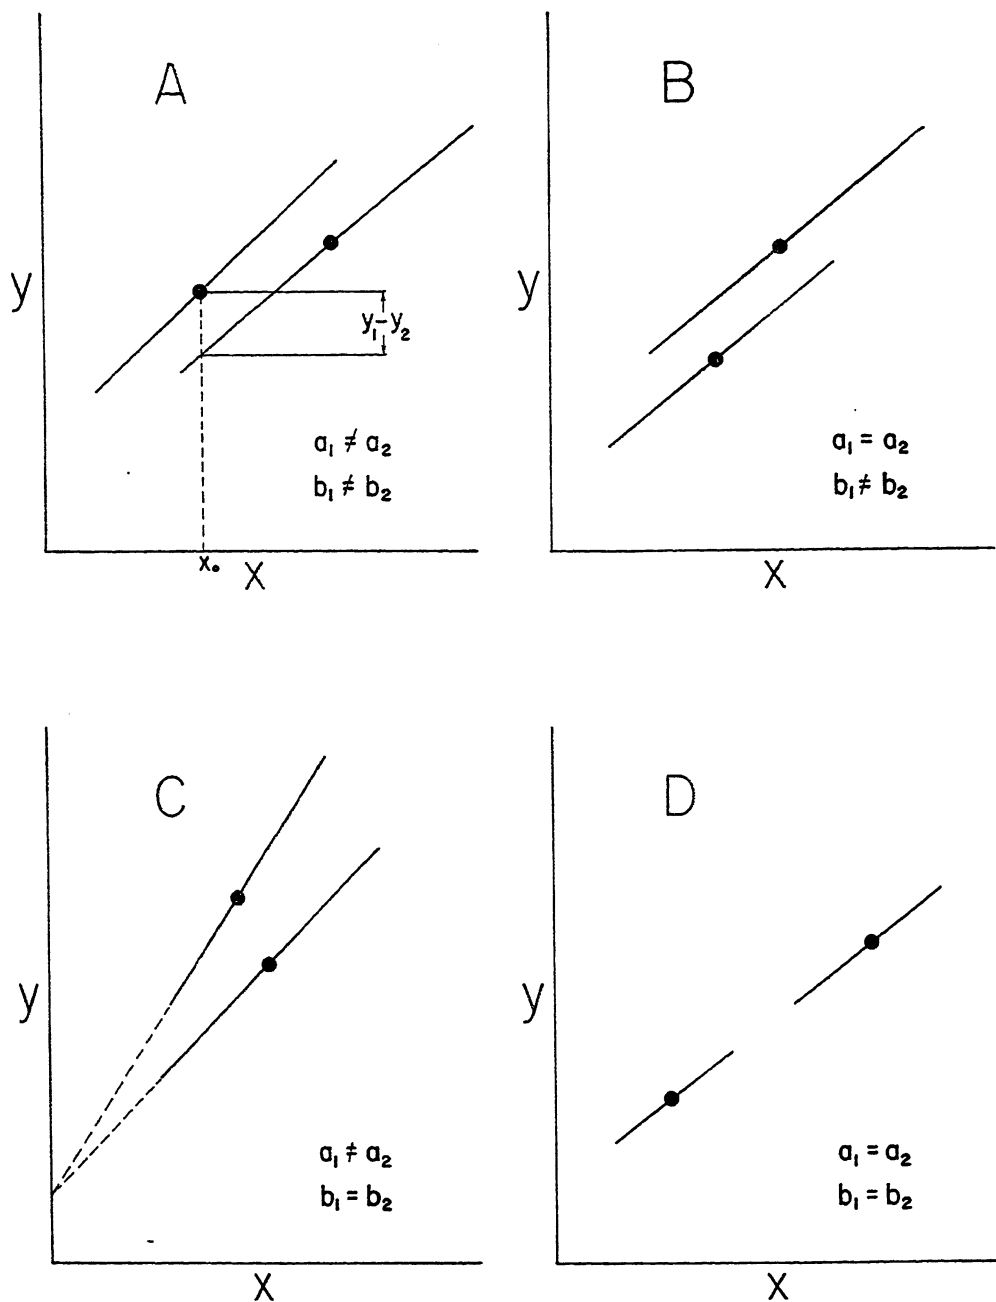 A
y
y₁–y₂
a₁ ≠ a₂
b₁ ≠ b₂
x₀
X
B
y
a₁ = a₂
b₁ ≠ b₂
X
C
y
a₁ ≠ a₂
b₁ = b₂
X
D
y
a₁ = a₂
b₁ = b₂
X